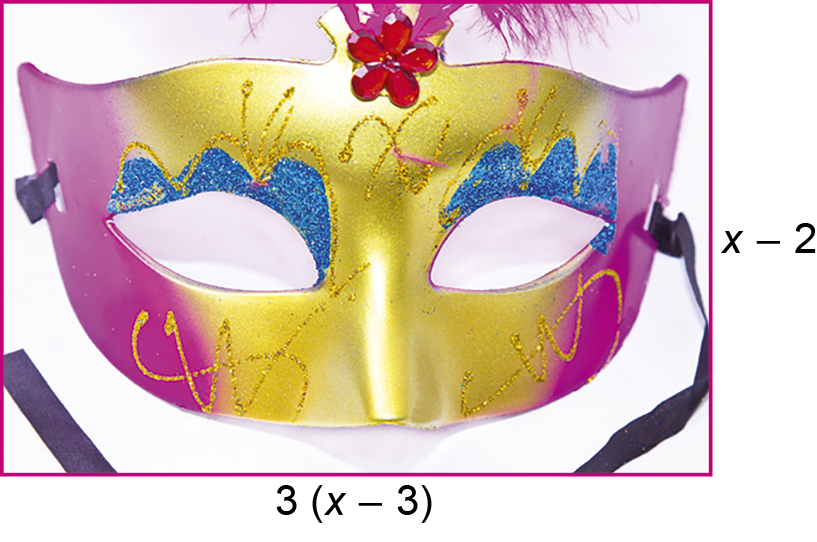 x – 2
3 (x – 3)